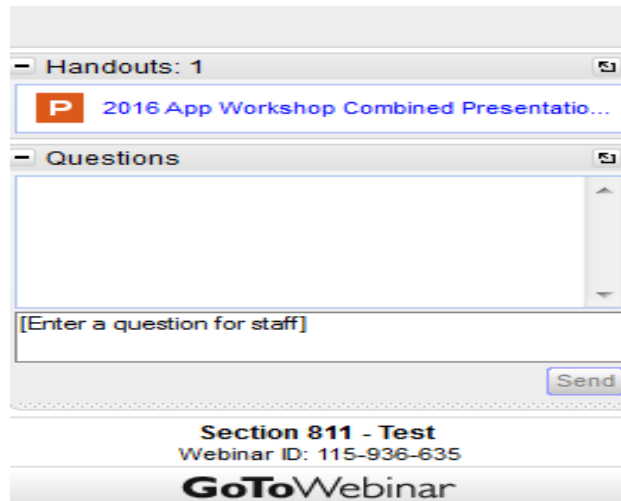 Handouts: 1
P 2016 App Workshop Combined Presentatio...
Questions
[Enter a question for staff]
Send
Section 811 - Test
Webinar ID: 115-936-635
GoToWebinar